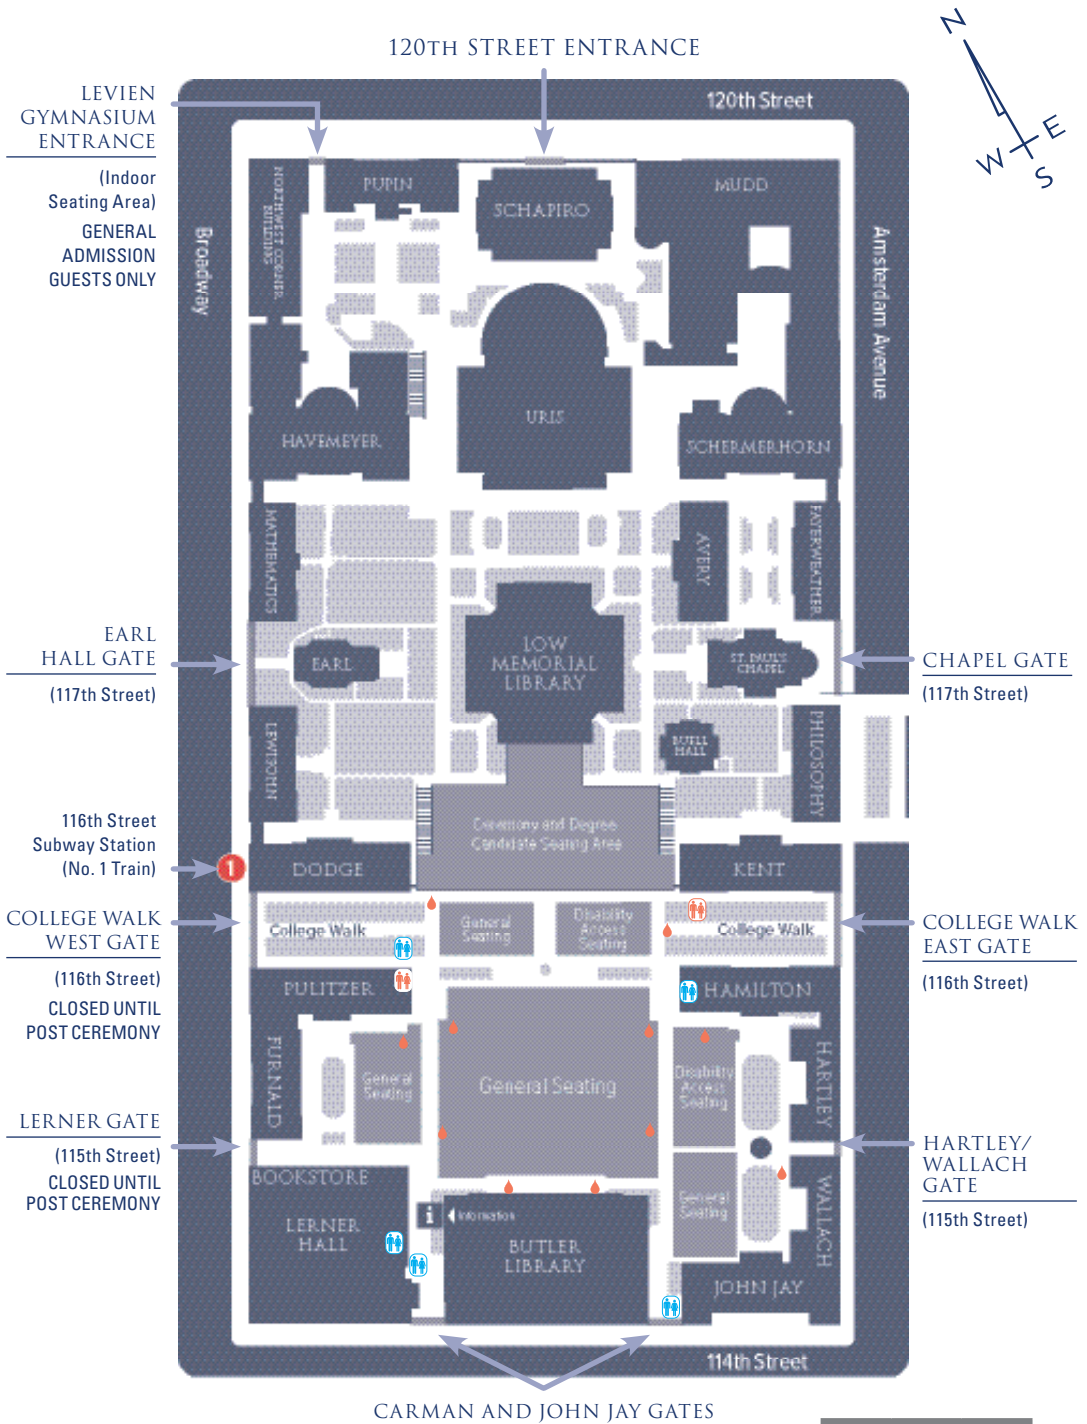 N
W E
S
120TH STREET ENTRANCE
LEVIEN
GYMNASIUM
ENTRANCE
(Indoor
Seating Area)
GENERAL
ADMISSION
GUESTS ONLY
120th Street
Broadway
Amsterdam Avenue
NORTHWEST CORNER
BUILDING
PUPIN
SCHAPIRO
MUDD
URIS
HAVEMEYER
SCHERMERHORN
MATHEMATICS
AVERY
FAYERWEATHER
EARL
HALL GATE
(117th Street)
EARL
LOW
MEMORIAL
LIBRARY
ST. PAUL'S
CHAPEL
CHAPEL GATE
(117th Street)
LEWISOHN
BUELL
HALL
PHILOSOPHY
116th Street
Subway Station
(No. 1 Train)
1
Ceremony and Degree
Candidate Seating Area
DODGE
KENT
COLLEGE WALK
WEST GATE
(116th Street)
CLOSED UNTIL
POST CEREMONY
College Walk
General
Seating
Disability
Access
Seating
College Walk
COLLEGE WALK
EAST GATE
(116th Street)
PULITZER
HAMILTON
FURNALD
General
Seating
General Seating
Disability
Access
Seating
HARTLEY
LERNER GATE
(115th Street)
CLOSED UNTIL
POST CEREMONY
HARTLEY/
WALLACH
GATE
(115th Street)
BOOKSTORE
LERNER
HALL
i Information
BUTLER
LIBRARY
General
Seating
WALLACH
JOHN JAY
114th Street
CARMAN AND JOHN JAY GATES